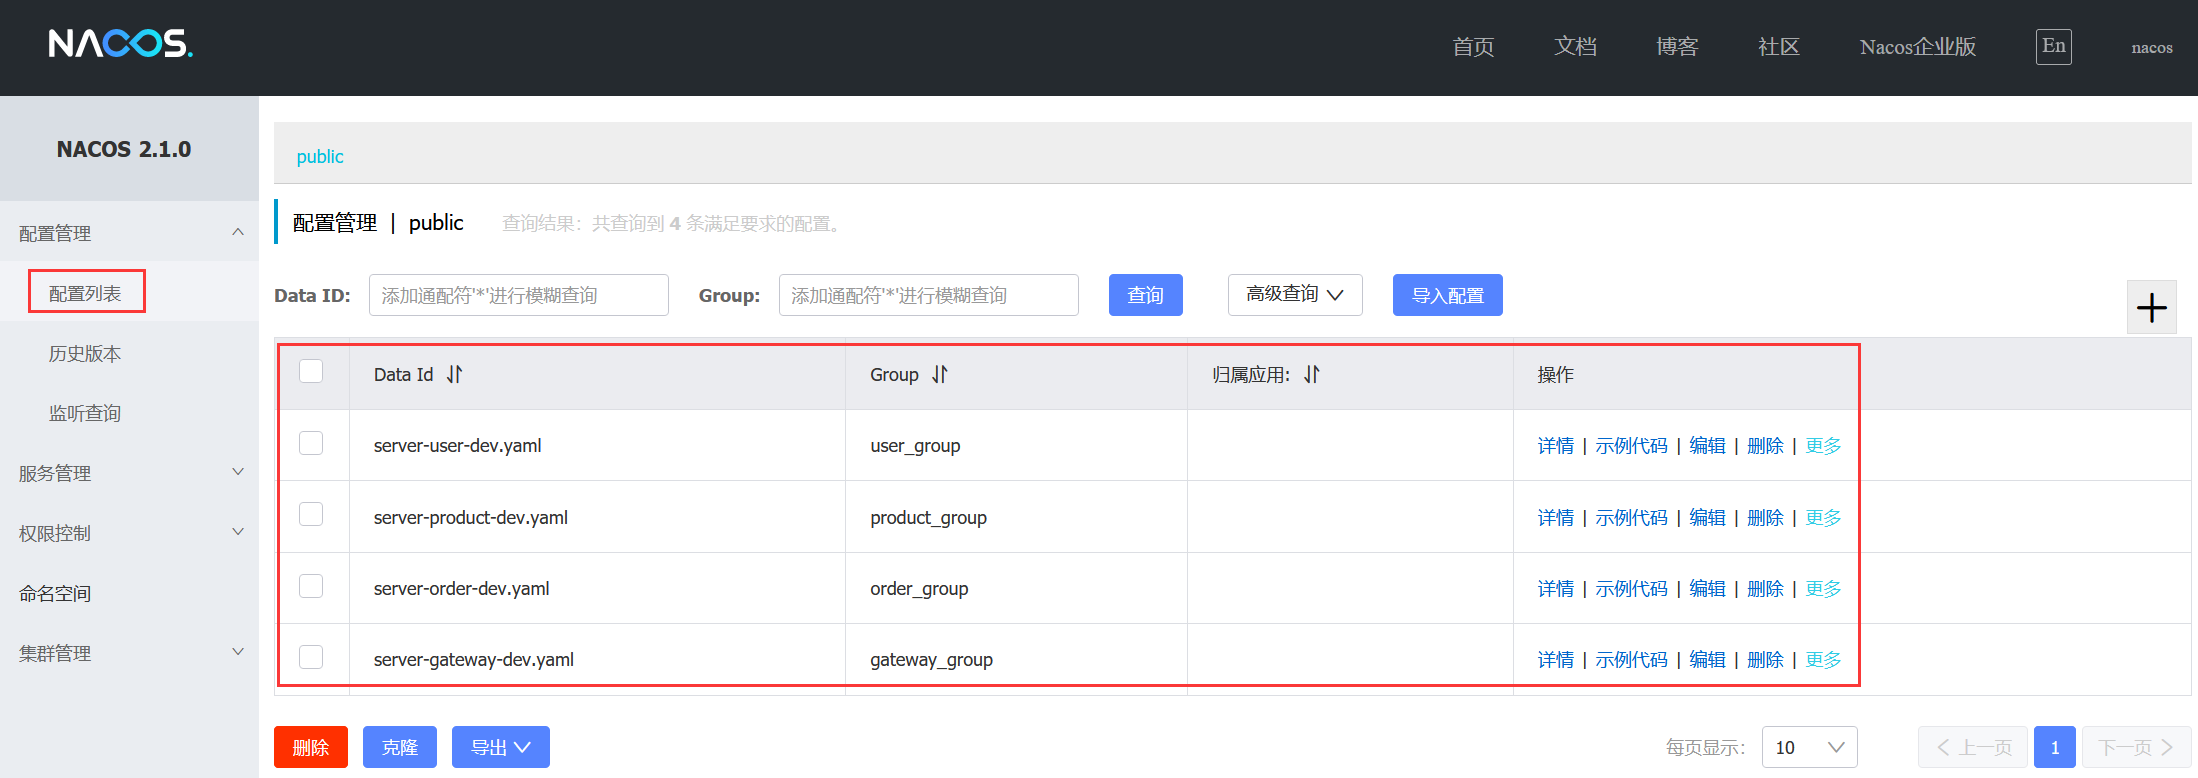 NACOS.
首页 文档 博客 社区 Nacos企业版 En nacos
NACOS 2.1.0
配置管理
配置列表
历史版本
监听查询
服务管理
权限控制
命名空间
集群管理
public
配置管理 | public 查询结果：共查询到 4 条满足要求的配置。
Data ID: 添加通配符'*'进行模糊查询 Group: 添加通配符'*'进行模糊查询 查询 高级查询 导入配置
Data Id Group 归属应用: 操作
server-user-dev.yaml user_group 详情 | 示例代码 | 编辑 | 删除 | 更多
server-product-dev.yaml product_group 详情 | 示例代码 | 编辑 | 删除 | 更多
server-order-dev.yaml order_group 详情 | 示例代码 | 编辑 | 删除 | 更多
server-gateway-dev.yaml gateway_group 详情 | 示例代码 | 编辑 | 删除 | 更多
删除 克隆 导出 每页显示： 10 上一页 1 下一页